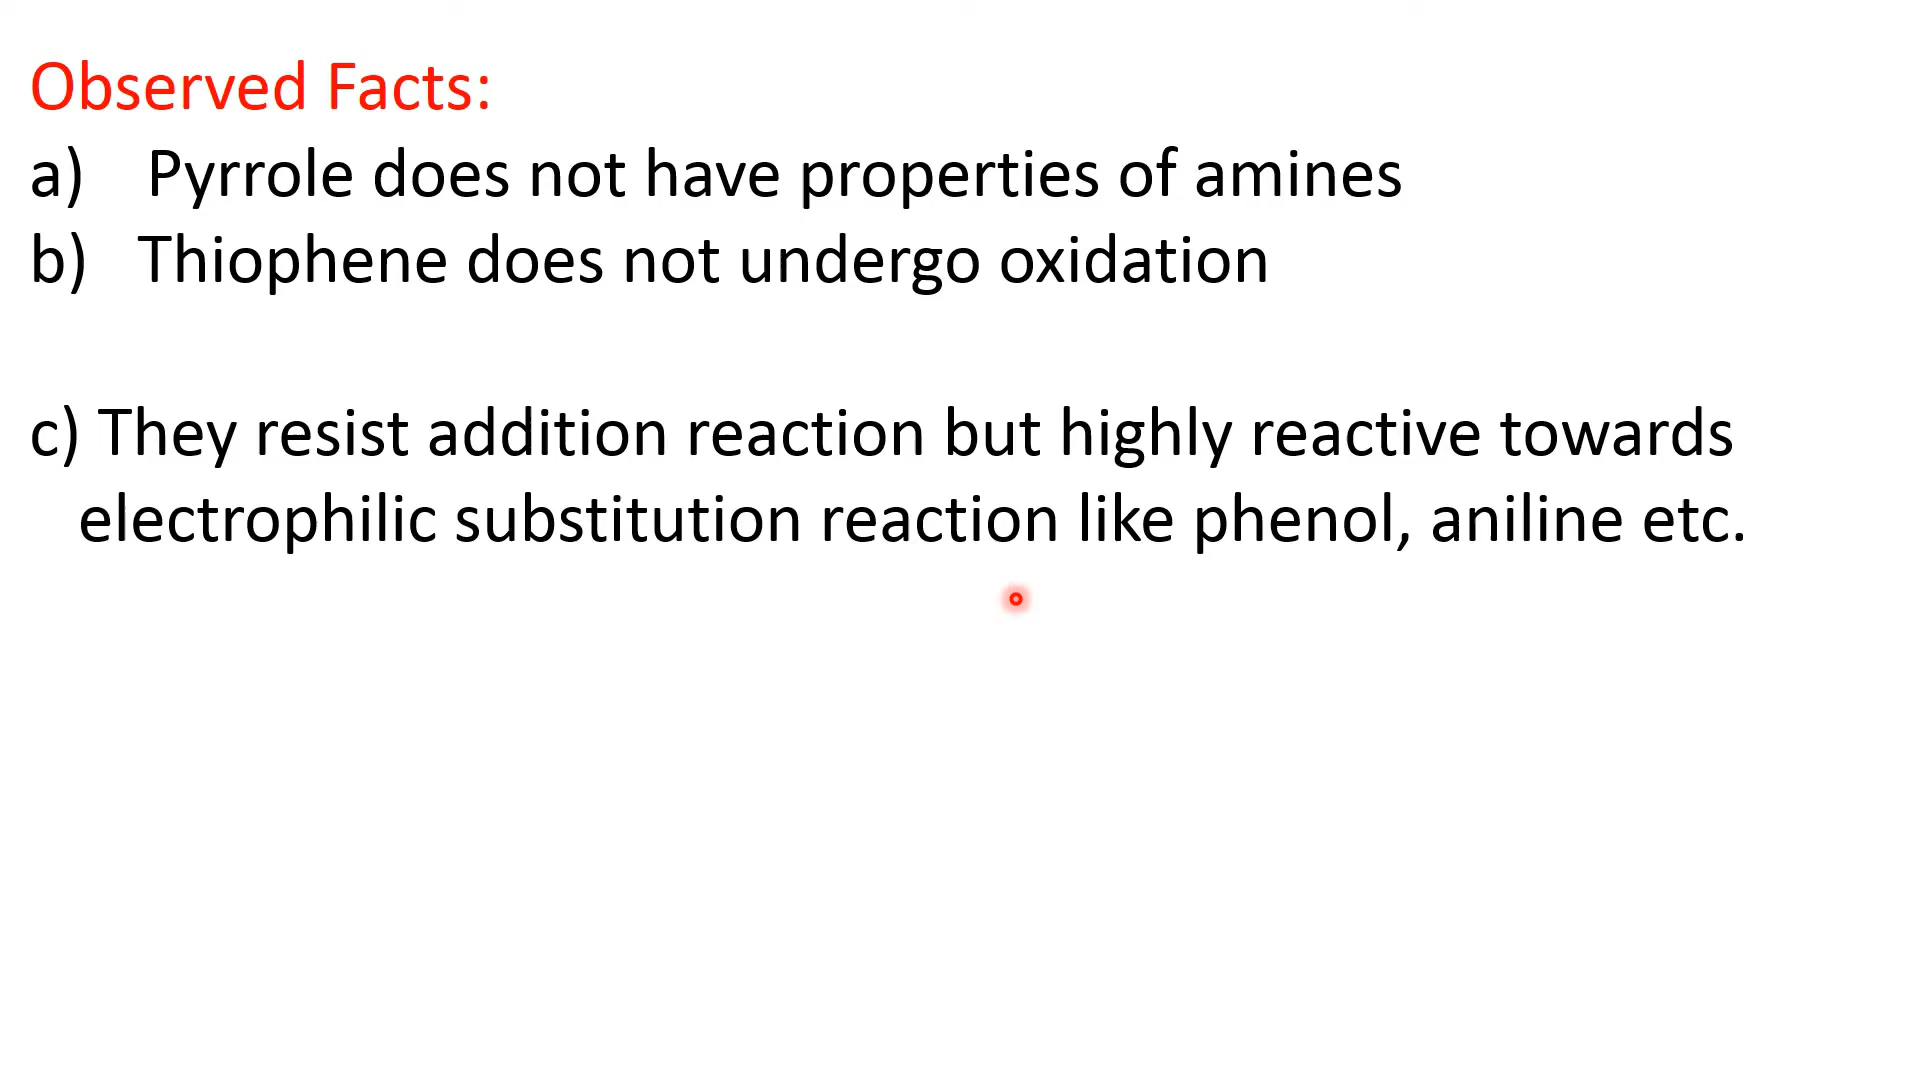 Observed Facts:
a) Pyrrole does not have properties of amines
b) Thiophene does not undergo oxidation
c) They resist addition reaction but highly reactive towards
electrophilic substitution reaction like phenol, aniline etc.